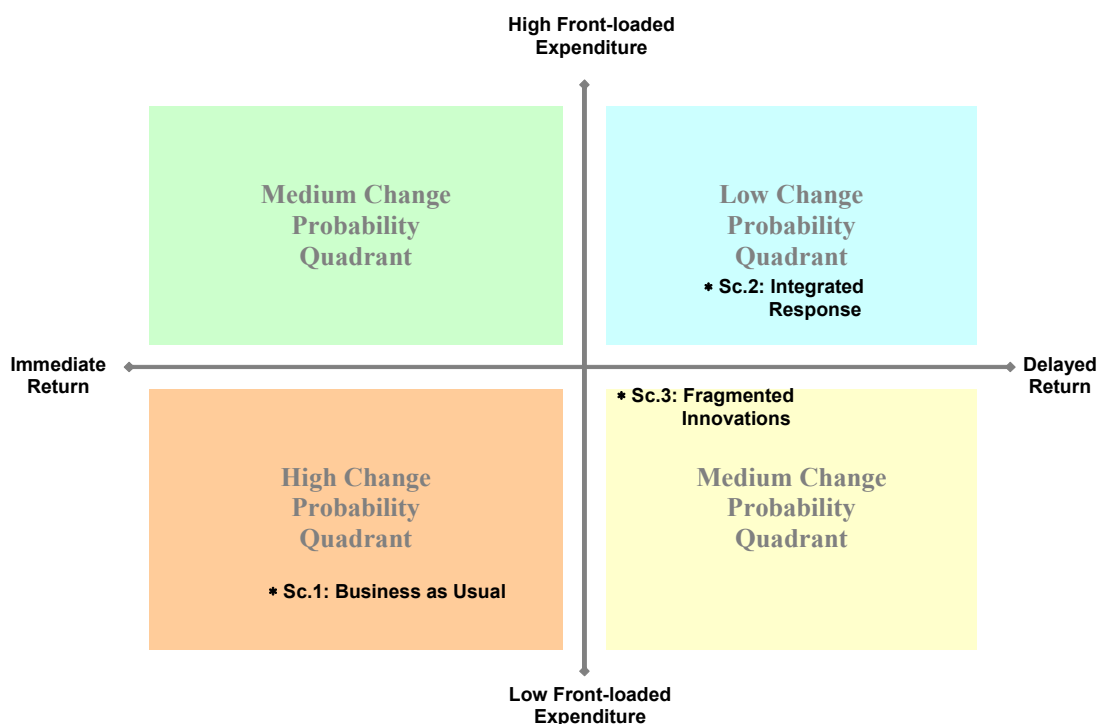 High Front-loaded
Expenditure
Medium Change
Probability
Quadrant
Low Change
Probability
Quadrant
* Sc.2: Integrated
Response
Immediate
Return
Delayed
Return
* Sc.3: Fragmented
Innovations
High Change
Probability
Quadrant
Medium Change
Probability
Quadrant
* Sc.1: Business as Usual
Low Front-loaded
Expenditure